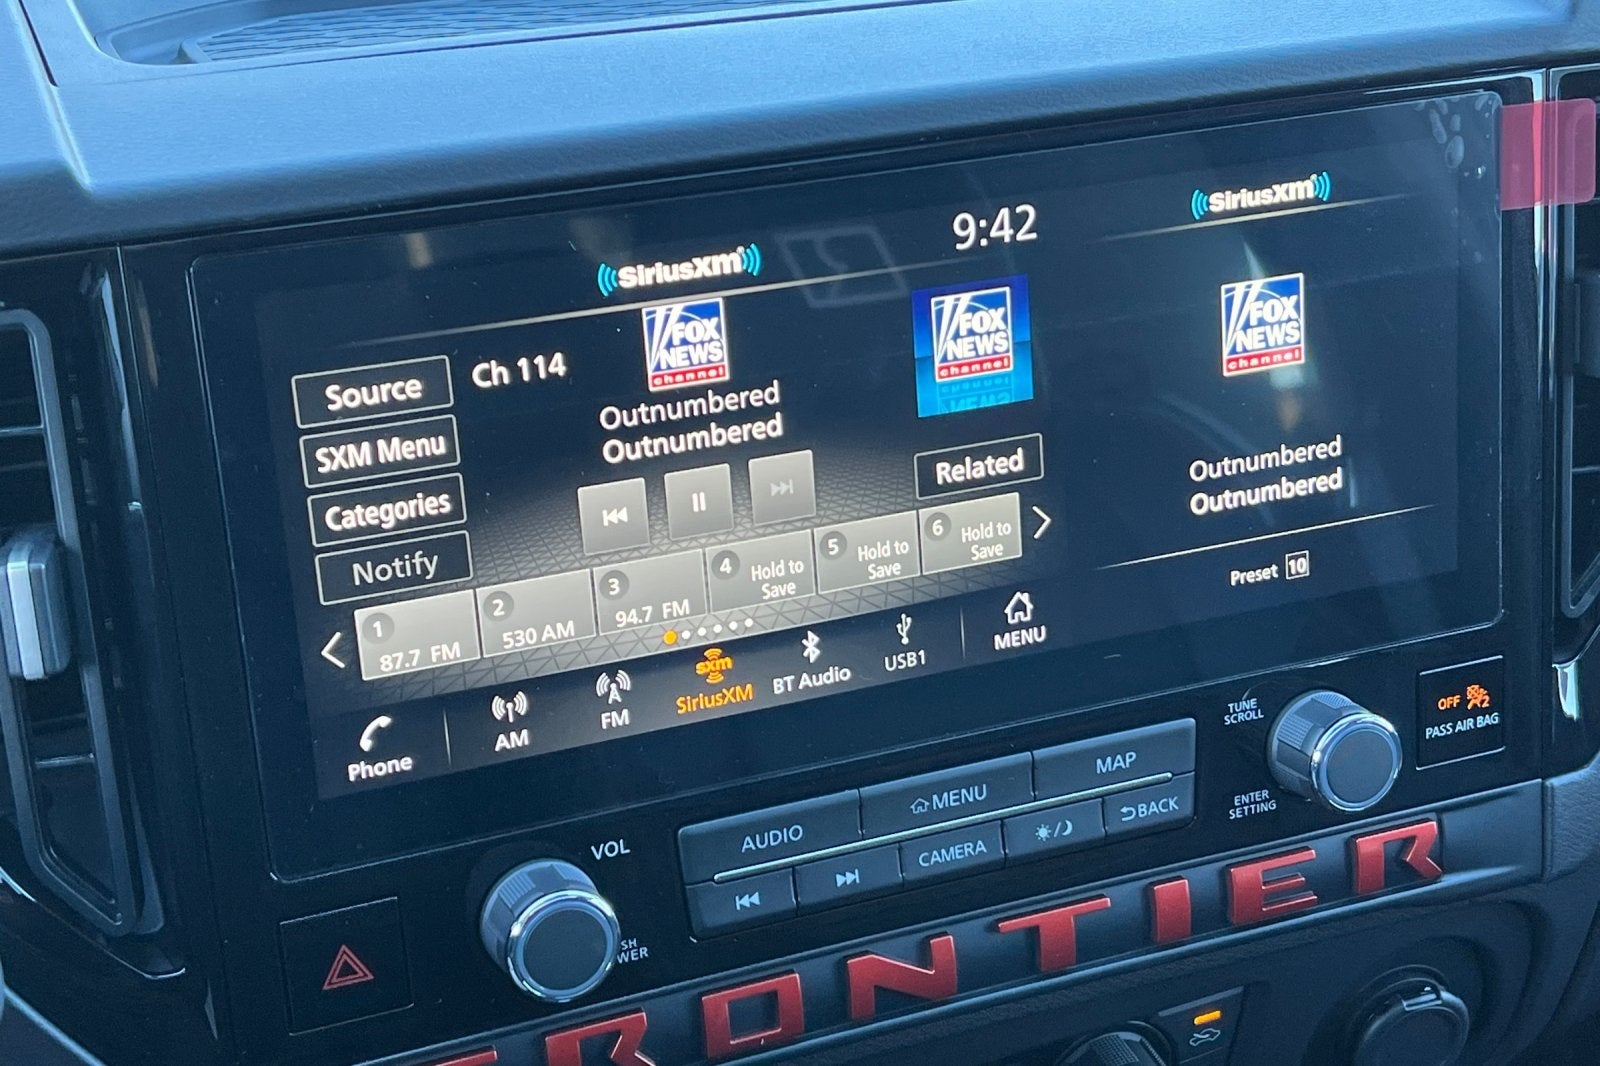 SiriusXM
9:42
SiriusXM
Source
Ch 114
FOX
NEWS
channel
FOX
NEWS
channel
FOX
NEWS
channel
Outnumbered
Outnumbered
SXM Menu
Categories
Notify
Related
Outnumbered
Outnumbered
Preset 10
1
87.7 FM
2
530 AM
3
94.7 FM
4
Hold to
Save
5
Hold to
Save
6
Hold to
Save
Phone
AM
FM
sxm
SiriusXM
BT Audio
USB1
MENU
TUNE
SCROLL
ENTER
SETTING
OFF 2
PASS AIR BAG
VOL
AUDIO
MENU
MAP
CAMERA
BACK
FRONTIER